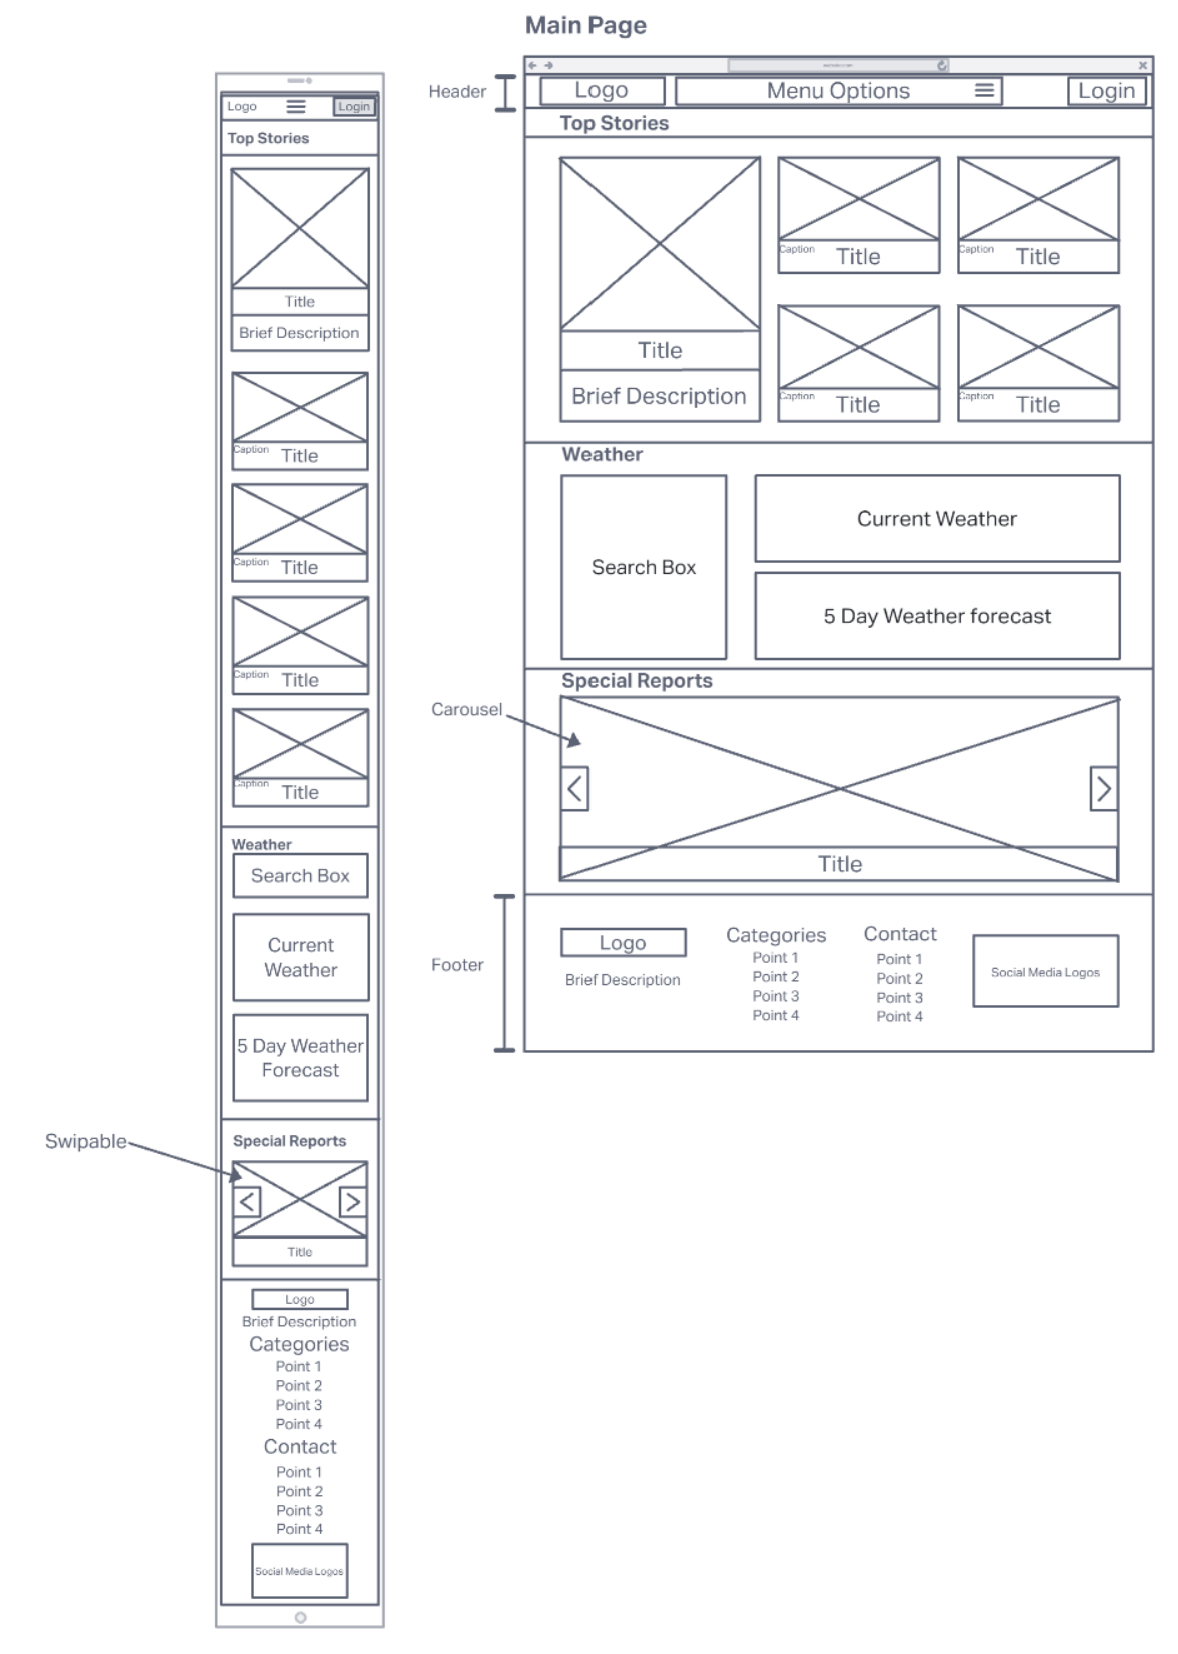 Main Page
Header
Logo
Menu Options
Login
Top Stories
Title
Brief Description
Caption
Title
Caption
Title
Caption
Title
Caption
Title
Weather
Search Box
Current Weather
5 Day Weather forecast
Special Reports
Carousel
Title
Footer
Logo
Brief Description
Categories
Point 1
Point 2
Point 3
Point 4
Contact
Point 1
Point 2
Point 3
Point 4
Social Media Logos
Logo
Login
Top Stories
Title
Brief Description
Caption
Title
Caption
Title
Caption
Title
Caption
Title
Weather
Search Box
Current
Weather
5 Day Weather
Forecast
Swipable
Special Reports
Title
Logo
Brief Description
Categories
Point 1
Point 2
Point 3
Point 4
Contact
Point 1
Point 2
Point 3
Point 4
Social Media Logos